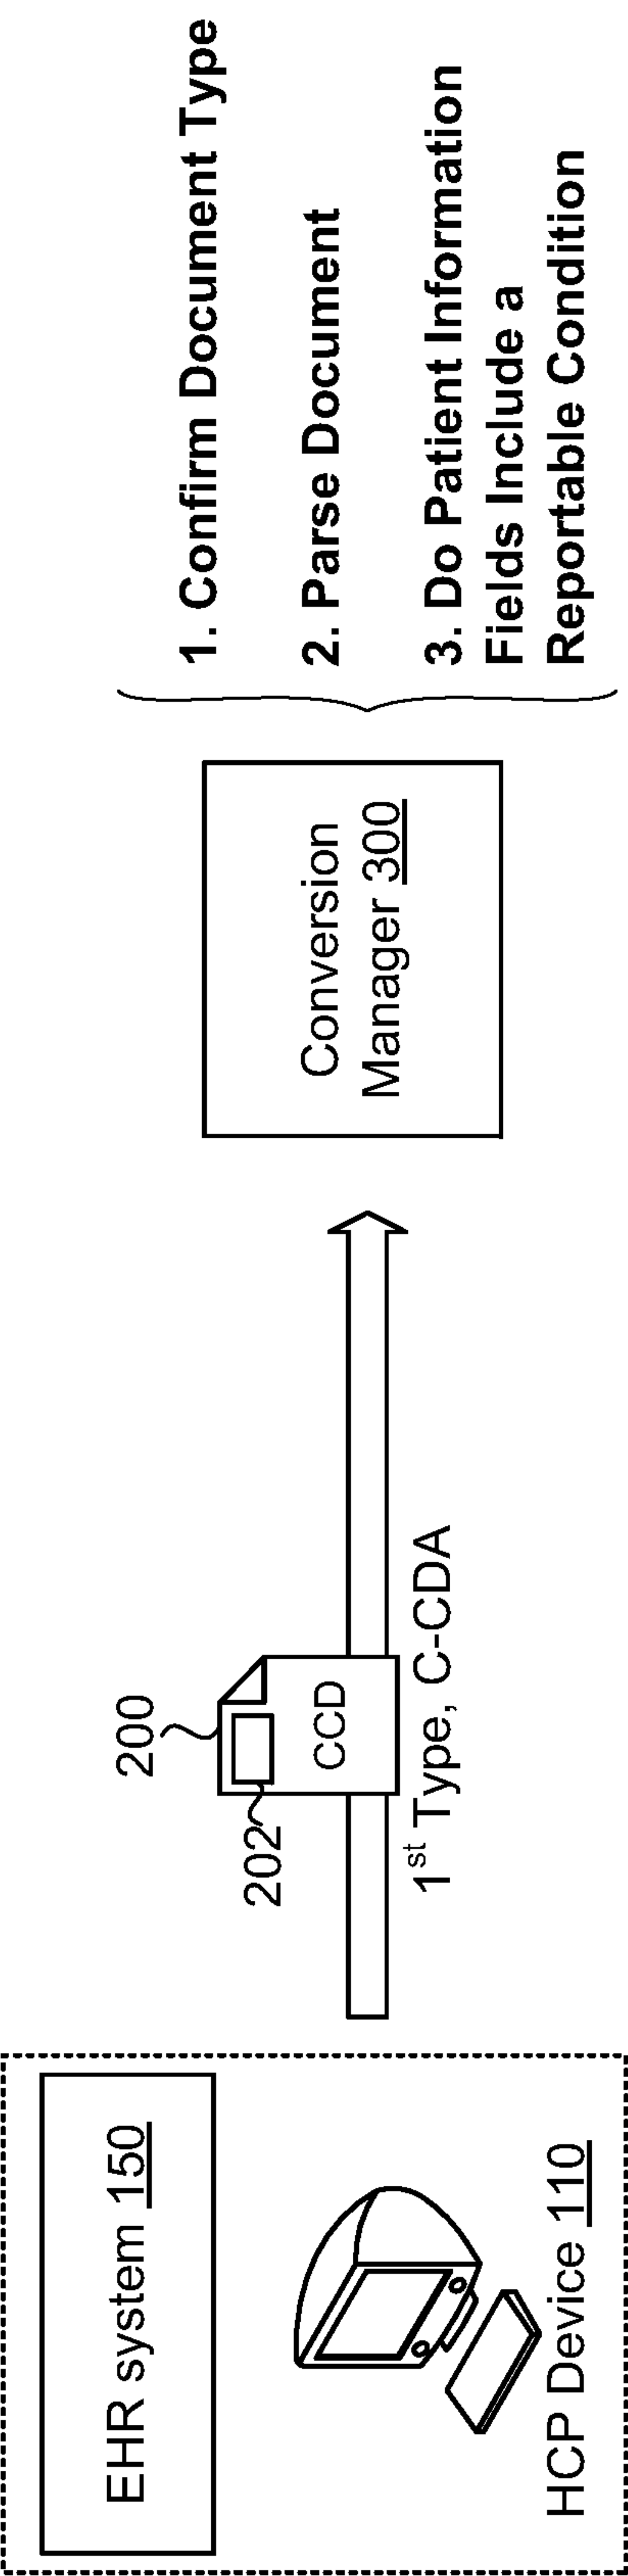 EHR system 150
HCP Device 110
200
202
CCD
1st Type, C-CDA
Conversion
Manager 300
1. Confirm Document Type
2. Parse Document
3. Do Patient Information
Fields Include a
Reportable Condition